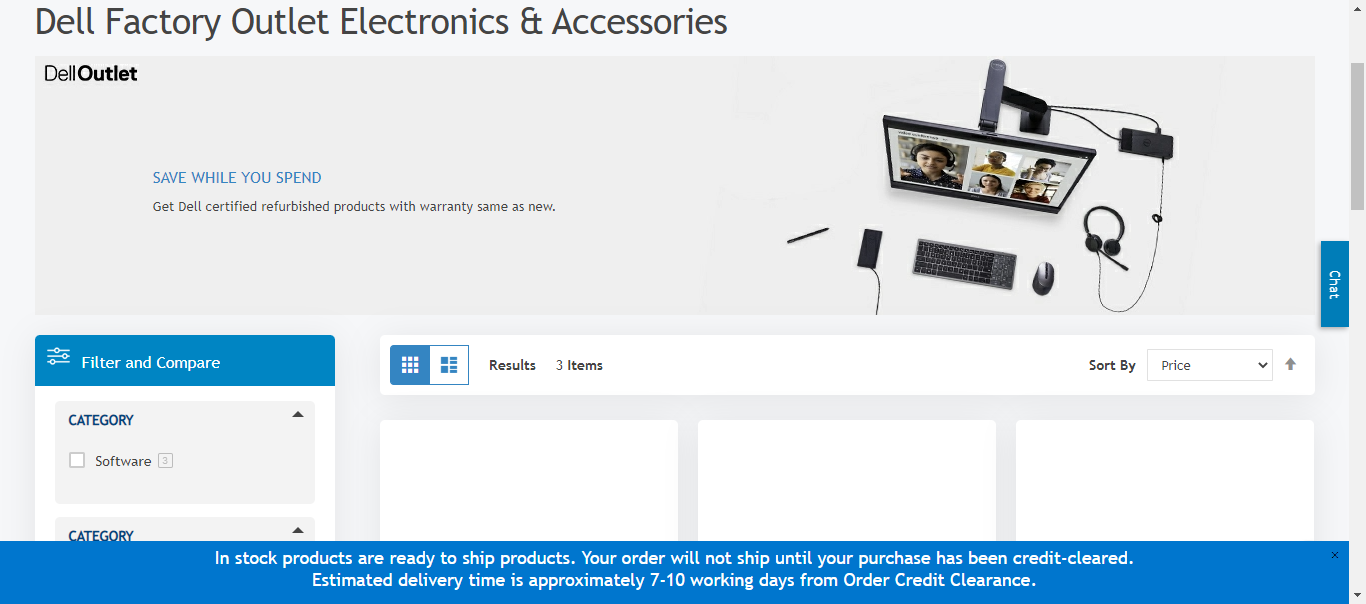 Dell Factory Outlet Electronics & Accessories
DellOutlet
SAVE WHILE YOU SPEND
Get Dell certified refurbished products with warranty same as new.
Chat
Filter and Compare
Results 3 Items
Sort By Price
CATEGORY
Software 3
CATEGORY
In stock products are ready to ship products. Your order will not ship until your purchase has been credit-cleared.
Estimated delivery time is approximately 7-10 working days from Order Credit Clearance.